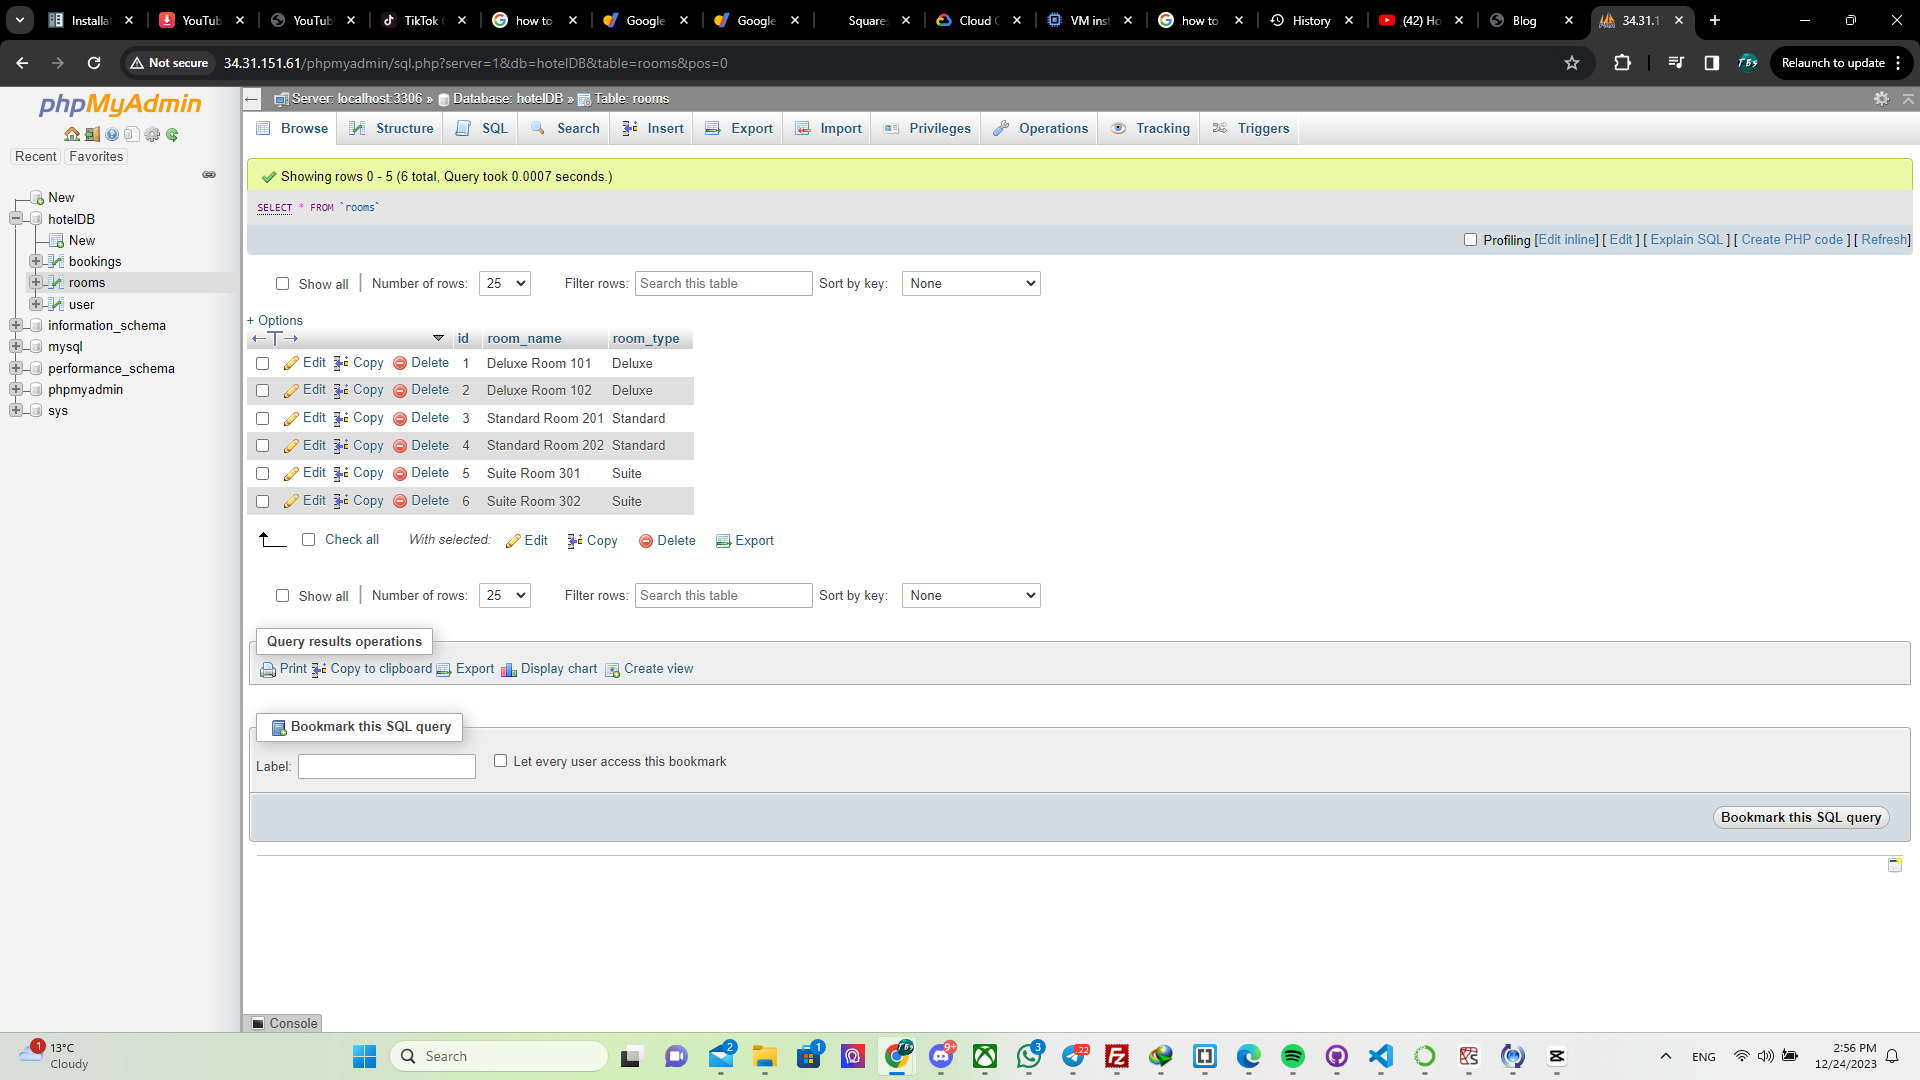 Installat
YouTub
YouTub
TikTok
how to
Google
Google
Square
Cloud C
VM inst
how to
History
(42) Ho
Blog
34.31.1
Not secure
34.31.151.61/phpmyadmin/sql.php?server=1&db=hotelDB&table=rooms&pos=0
TBs
Relaunch to update
phpMyAdmin
Recent
Favorites
New
hotelDB
New
bookings
rooms
user
information_schema
mysql
performance_schema
phpmyadmin
sys
Server: localhost:3306 » Database: hotelDB » Table: rooms
Browse
Structure
SQL
Search
Insert
Export
Import
Privileges
Operations
Tracking
Triggers
Showing rows 0 - 5 (6 total, Query took 0.0007 seconds.)
SELECT * FROM `rooms`
Profiling [Edit inline] [ Edit ] [ Explain SQL ] [ Create PHP code ] [ Refresh]
Show all
Number of rows:
25
Filter rows:
Search this table
Sort by key:
None
+ Options
id room_name room_type
Edit Copy Delete 1 Deluxe Room 101 Deluxe
Edit Copy Delete 2 Deluxe Room 102 Deluxe
Edit Copy Delete 3 Standard Room 201 Standard
Edit Copy Delete 4 Standard Room 202 Standard
Edit Copy Delete 5 Suite Room 301 Suite
Edit Copy Delete 6 Suite Room 302 Suite
Check all
With selected:
Edit
Copy
Delete
Export
Show all
Number of rows:
25
Filter rows:
Search this table
Sort by key:
None
Query results operations
Print
Copy to clipboard
Export
Display chart
Create view
Bookmark this SQL query
Label:
Let every user access this bookmark
Bookmark this SQL query
Console
1
13°C
Cloudy
Search
2
1
TBs
9+
3
22
ENG
2:56 PM
12/24/2023